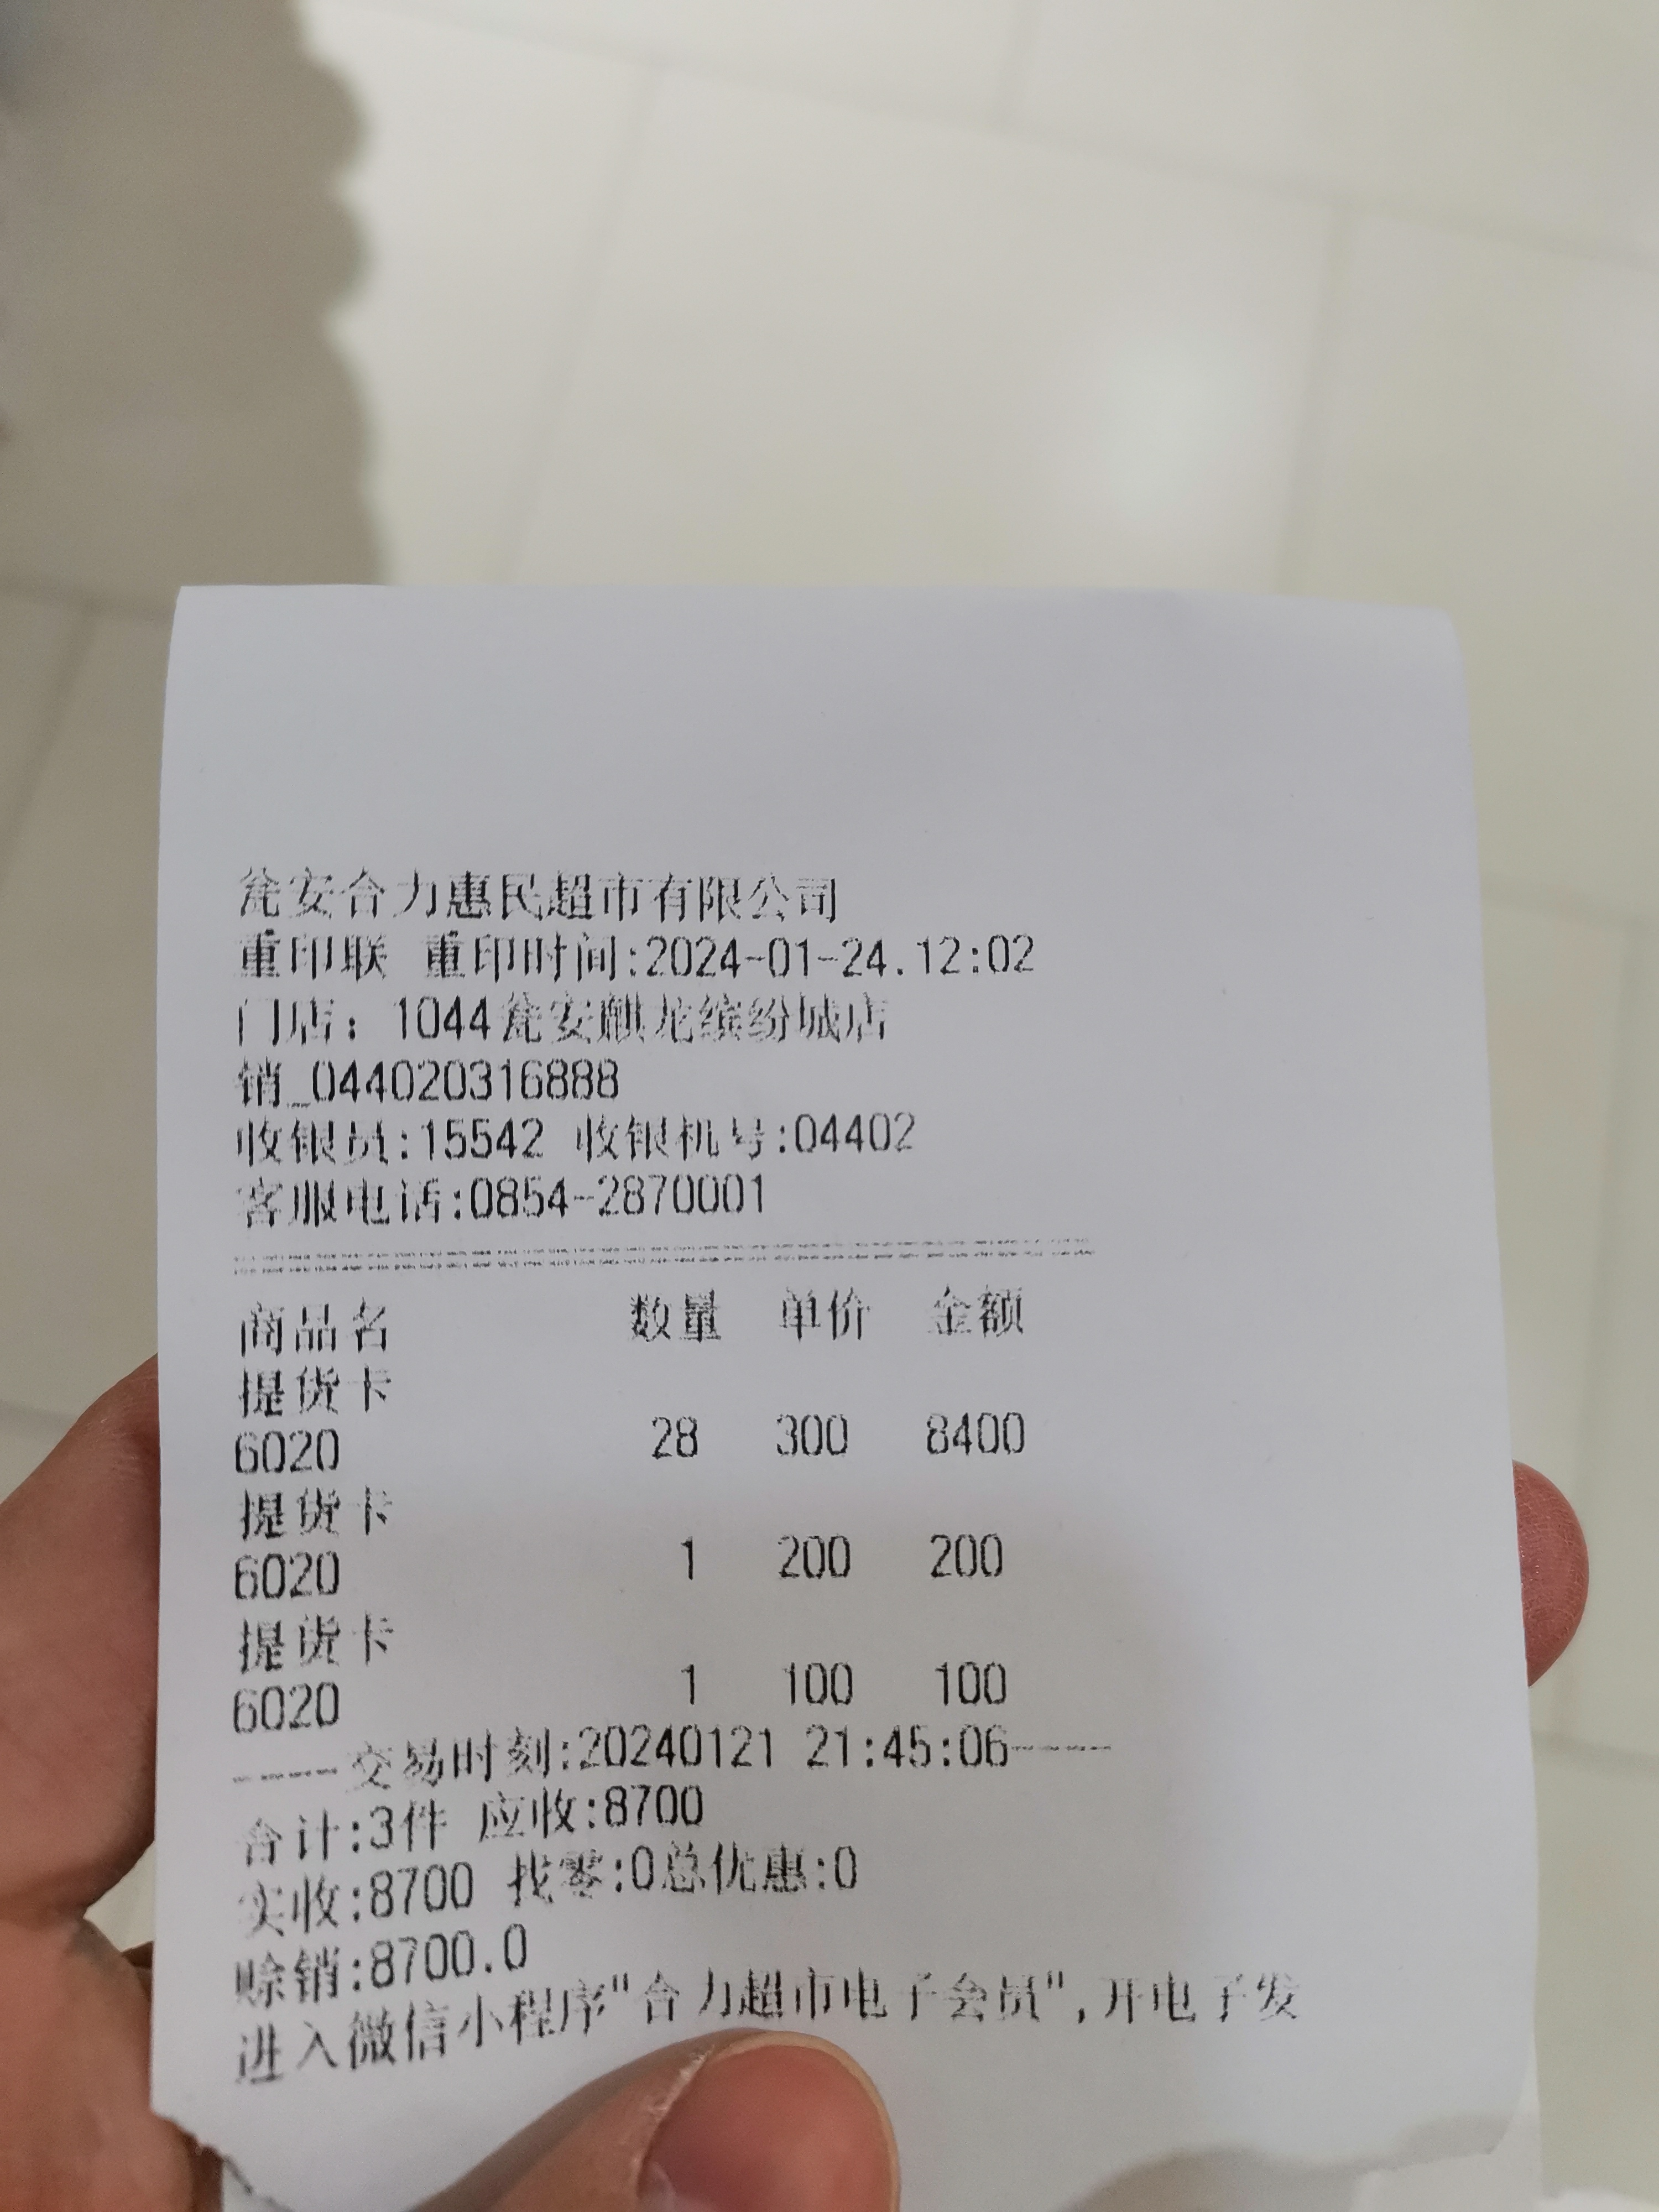 瓮安合力惠民超市有限公司
重印联 重印时间:2024-01-24.12:02
门店：1044瓮安麒龙缤纷城店
销_044020316888
收银员:15542 收银机号:04402
客服电话:0854-2870001
商品名 数量 单价 金额
提货卡
6020 28 300 8400
提货卡
6020 1 200 200
提货卡
6020 1 100 100
----交易时刻:20240121 21:45:06----
合计:3件 应收:8700
实收:8700 找零:0总优惠:0
赊销:8700.0
进入微信小程序"合力超市电子会员",开电子发